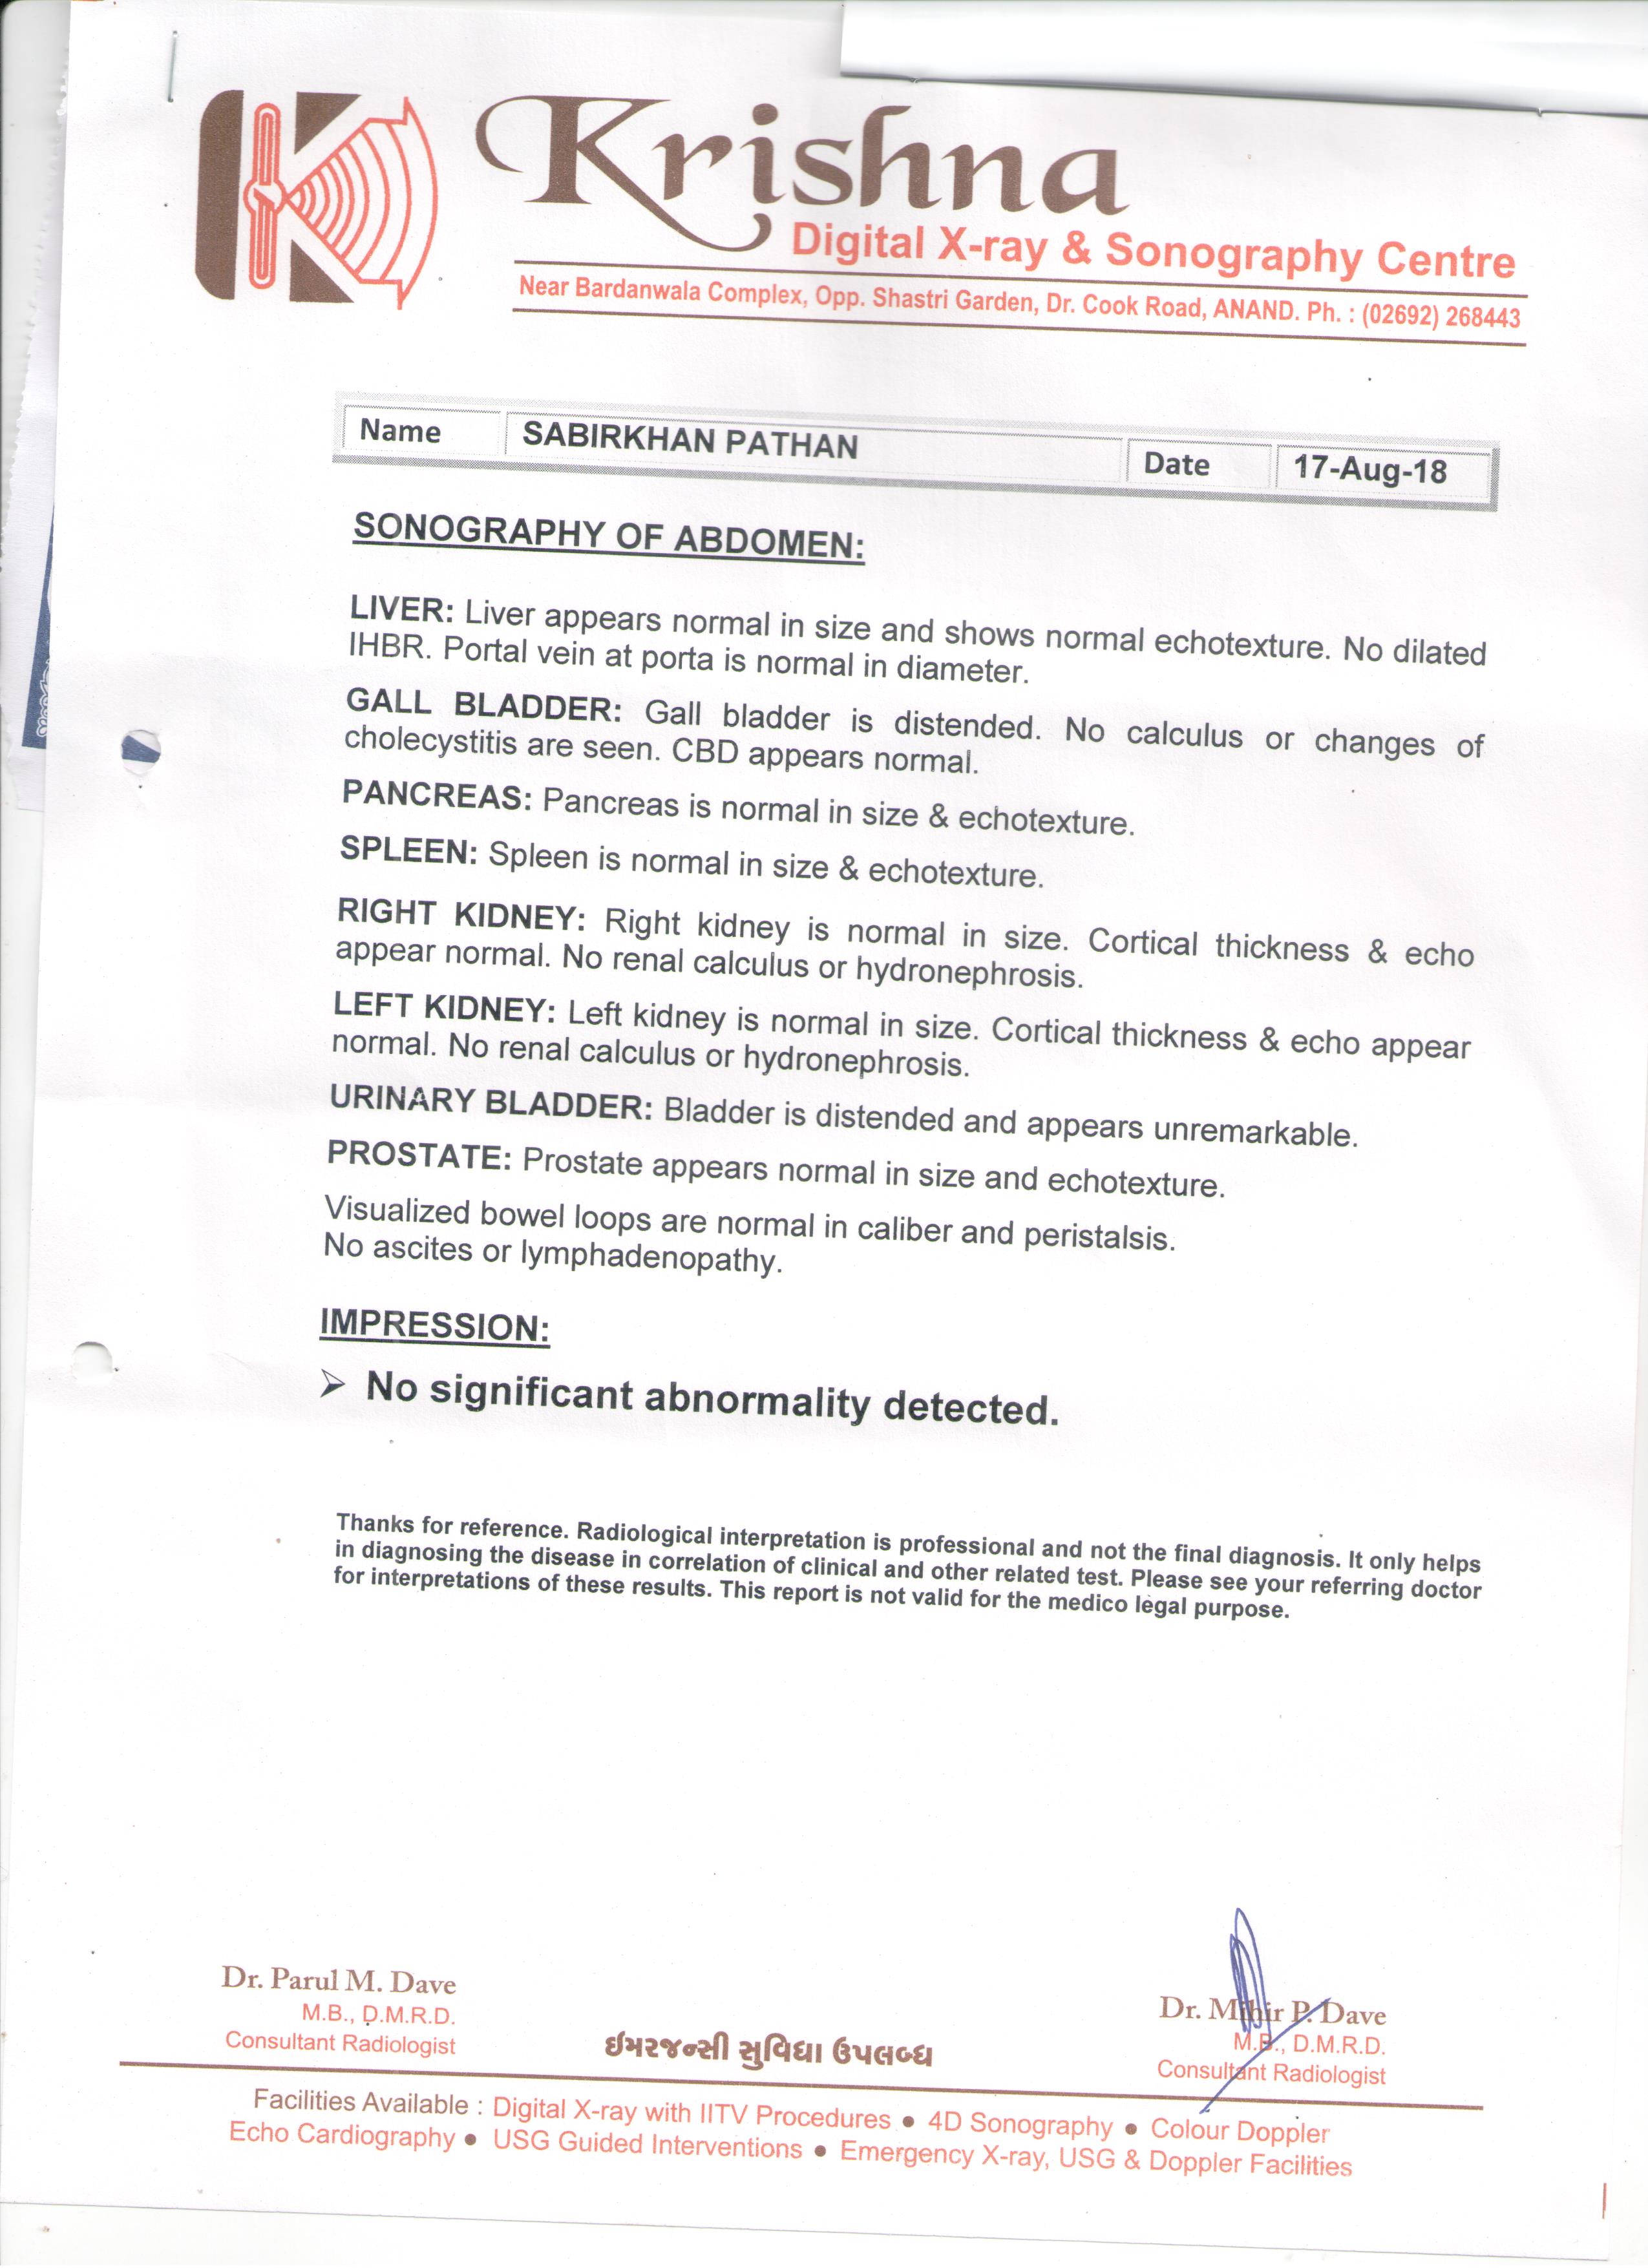 Krishna
Digital X-ray & Sonography Centre
Near Bardanwala Complex, Opp. Shastri Garden, Dr. Cook Road, ANAND. Ph. : (02692) 268443
Name SABIRKHAN PATHAN Date 17-Aug-18
SONOGRAPHY OF ABDOMEN:
LIVER: Liver appears normal in size and shows normal echotexture. No dilated
IHBR. Portal vein at porta is normal in diameter.
GALL BLADDER: Gall bladder is distended. No calculus or changes of
cholecystitis are seen. CBD appears normal.
PANCREAS: Pancreas is normal in size & echotexture.
SPLEEN: Spleen is normal in size & echotexture.
RIGHT KIDNEY: Right kidney is normal in size. Cortical thickness & echo
appear normal. No renal calculus or hydronephrosis.
LEFT KIDNEY: Left kidney is normal in size. Cortical thickness & echo appear
normal. No renal calculus or hydronephrosis.
URINARY BLADDER: Bladder is distended and appears unremarkable.
PROSTATE: Prostate appears normal in size and echotexture.
Visualized bowel loops are normal in caliber and peristalsis.
No ascites or lymphadenopathy.
IMPRESSION:
➢ No significant abnormality detected.
Thanks for reference. Radiological interpretation is professional and not the final diagnosis. It only helps
in diagnosing the disease in correlation of clinical and other related test. Please see your referring doctor
for interpretations of these results. This report is not valid for the medico legal purpose.
Dr. Parul M. Dave
M.B., D.M.R.D.
Consultant Radiologist
ઈમરજન્સી સુવિધા ઉપલબ્ધ
Dr. Mihir P. Dave
M.B., D.M.R.D.
Consultant Radiologist
Facilities Available : Digital X-ray with IITV Procedures ● 4D Sonography ● Colour Doppler
Echo Cardiography ● USG Guided Interventions ● Emergency X-ray, USG & Doppler Facilities